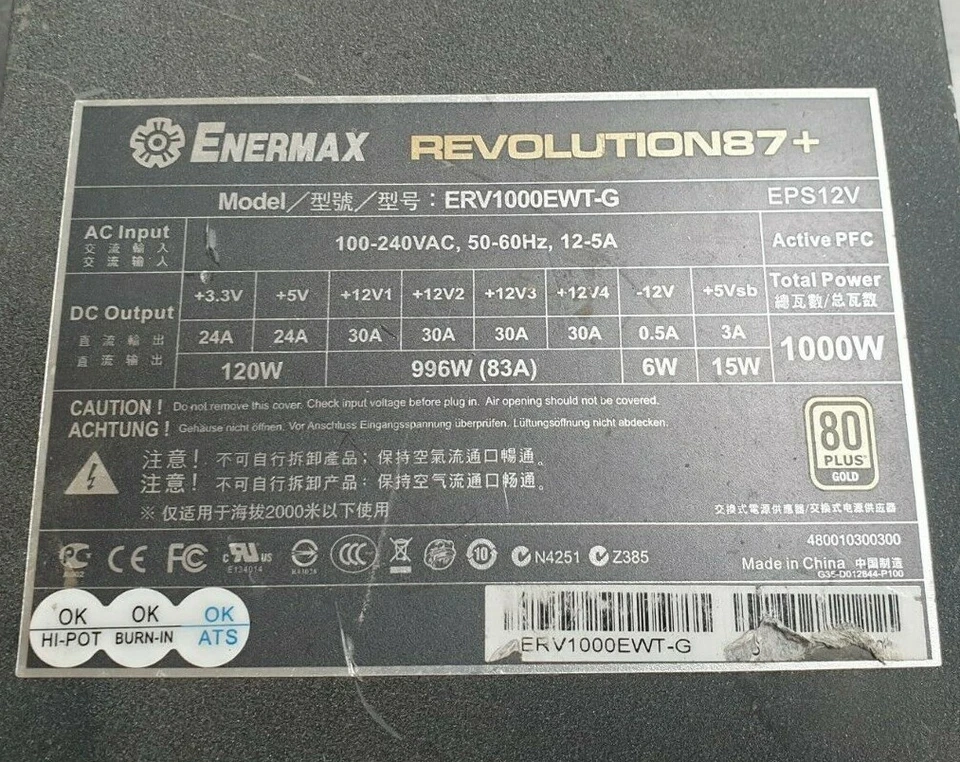 ENERMAX REVOLUTION87+
Model/型號/型号：ERV1000EWT-G EPS12V
AC Input 100-240VAC, 50-60Hz, 12-5A Active PFC
交流輸入
交流输入
DC Output +3.3V +5V +12V1 +12V2 +12V3 +12V4 -12V +5Vsb Total Power
總瓦數/总瓦数
直流輸出 24A 24A 30A 30A 30A 30A 0.5A 3A 1000W
直流输出 120W 996W (83A) 6W 15W
CAUTION ! Do not remove this cover. Check input voltage before plug in. Air opening should not be covered.
ACHTUNG ! Gehäuse nicht öffnen. Vor Anschluss Eingangsspannung überprüfen. Lüftungsöffnung nicht abdecken.
注意！不可自行拆卸產品；保持空氣流通口暢通。
注意！不可自行拆卸产品；保持空气流通口畅通。
※ 仅适用于海拔2000米以下使用
80
PLUS
GOLD
交換式電源供應器/交换式电源供应器
CE FC c UL us CCC 10 N4251 Z385
E134014
480010300300
Made in China 中国制造
G35-D012844-P100
OK OK OK
HI-POT BURN-IN ATS
ERV1000EWT-G